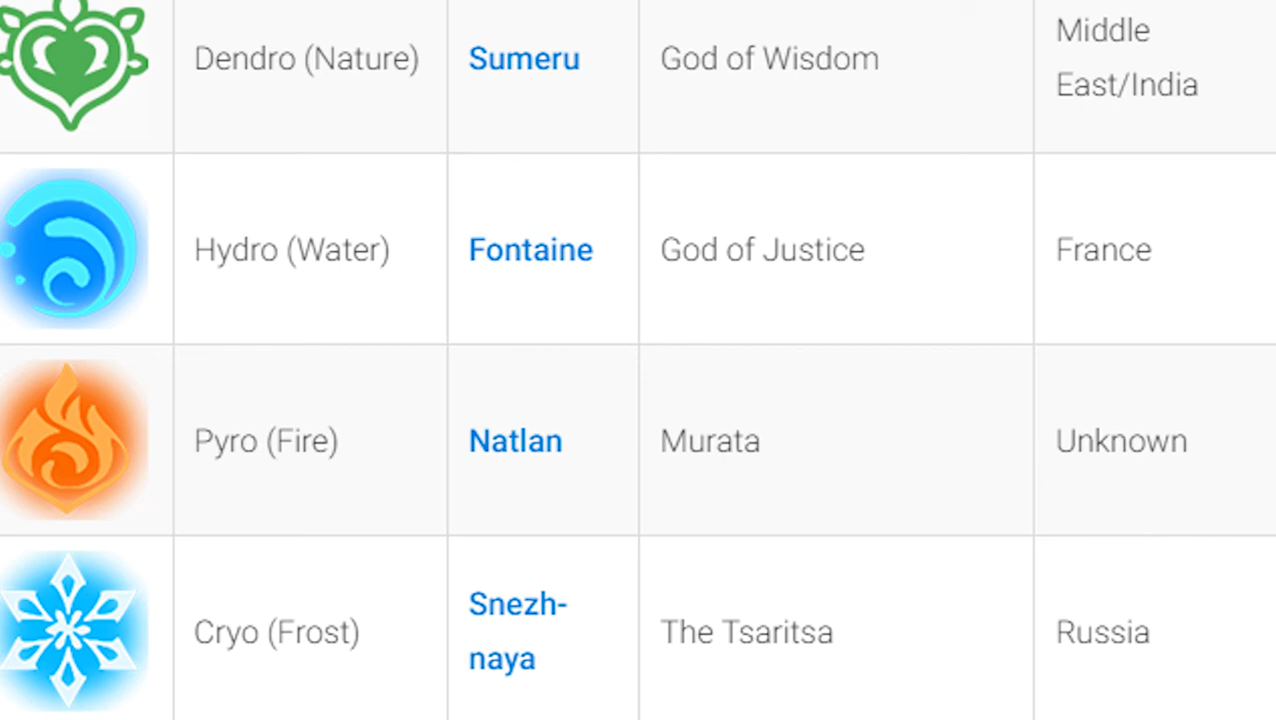 Dendro (Nature) Sumeru God of Wisdom Middle
East/India
Hydro (Water) Fontaine God of Justice France
Pyro (Fire) Natlan Murata Unknown
Cryo (Frost) Snezh-
naya The Tsaritsa Russia